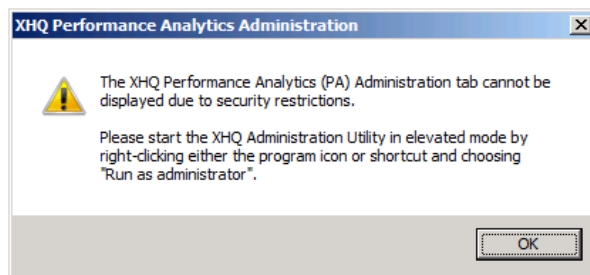 XHQ Performance Analytics Administration
The XHQ Performance Analytics (PA) Administration tab cannot be
displayed due to security restrictions.
Please start the XHQ Administration Utility in elevated mode by
right-clicking either the program icon or shortcut and choosing
"Run as administrator".
OK